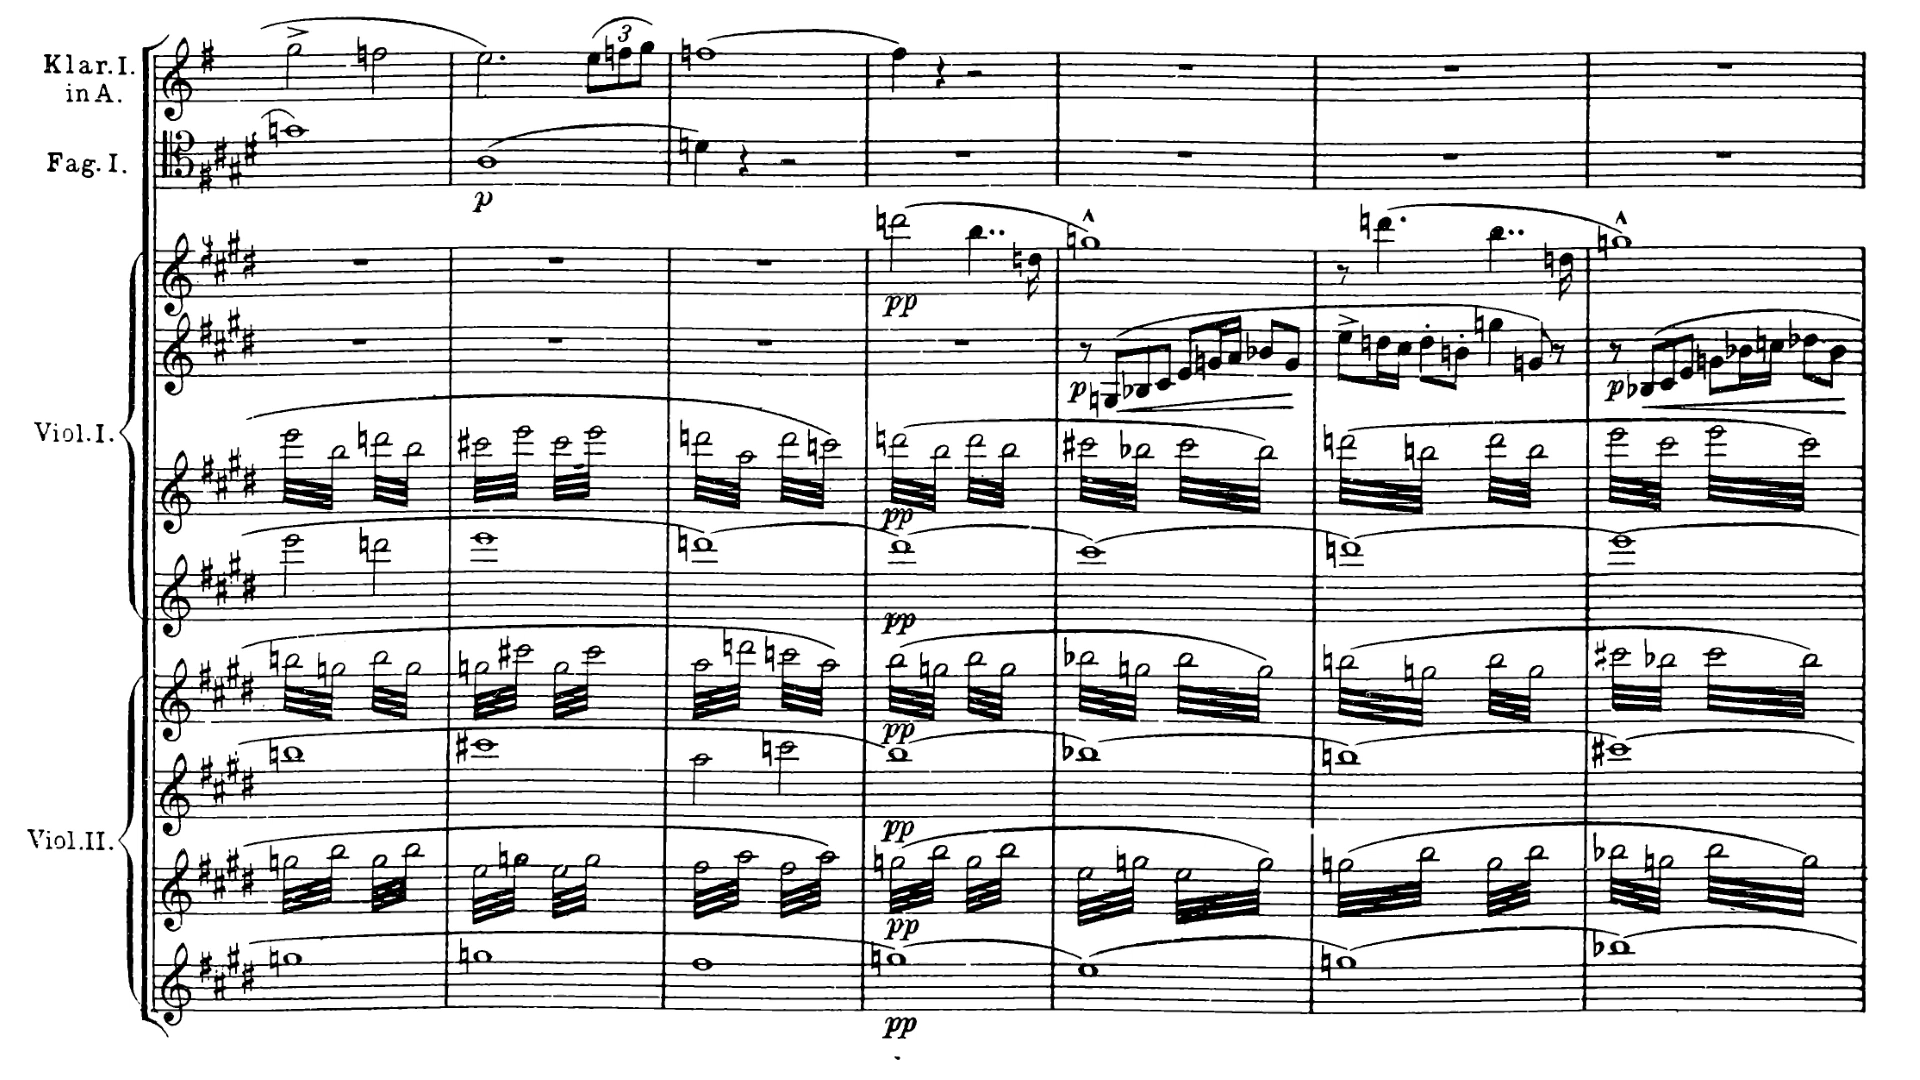 Klar. I.
in A.
3
Fag. I.
p
pp
p
p
Viol. I.
pp
pp
pp
pp
Viol. II.
pp
pp